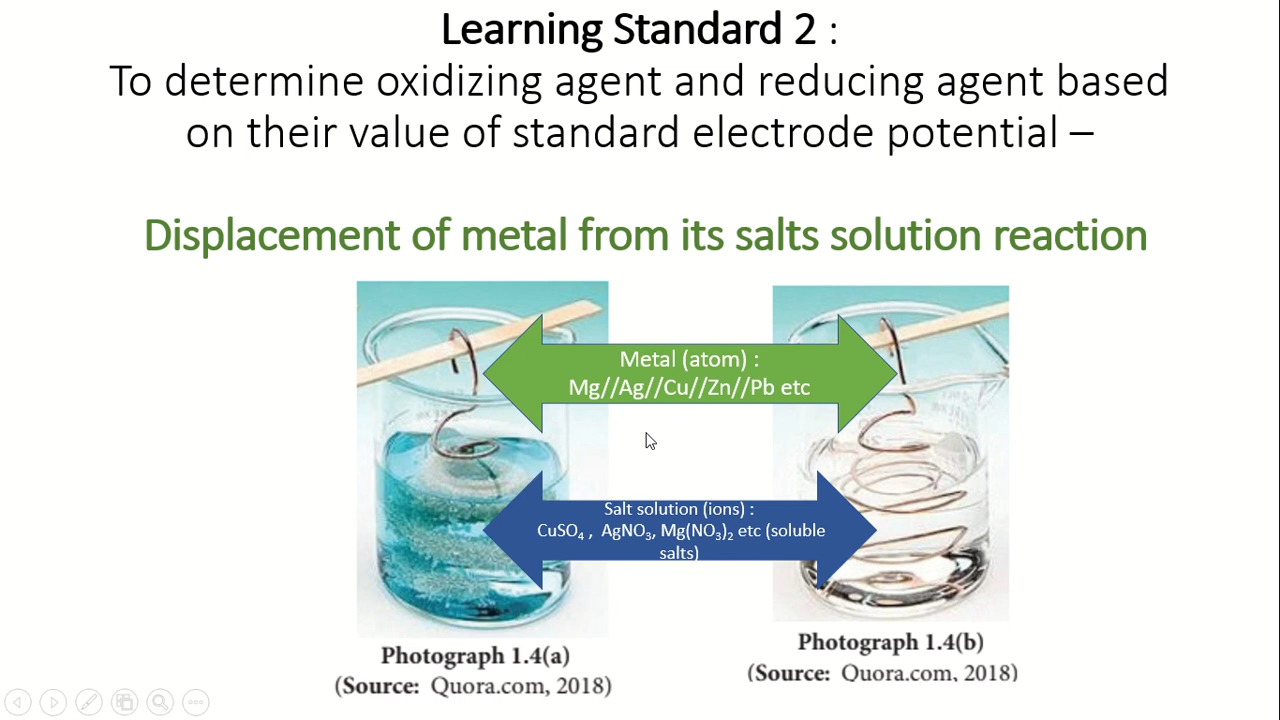 Learning Standard 2 :
To determine oxidizing agent and reducing agent based
on their value of standard electrode potential –
Displacement of metal from its salts solution reaction
Metal (atom) :
Mg//Ag//Cu//Zn//Pb etc
Salt solution (ions) :
CuSO₄ , AgNO₃, Mg(NO₃)₂ etc (soluble
salts)
Photograph 1.4(a)
(Source: Quora.com, 2018)
Photograph 1.4(b)
(Source: Quora.com, 2018)